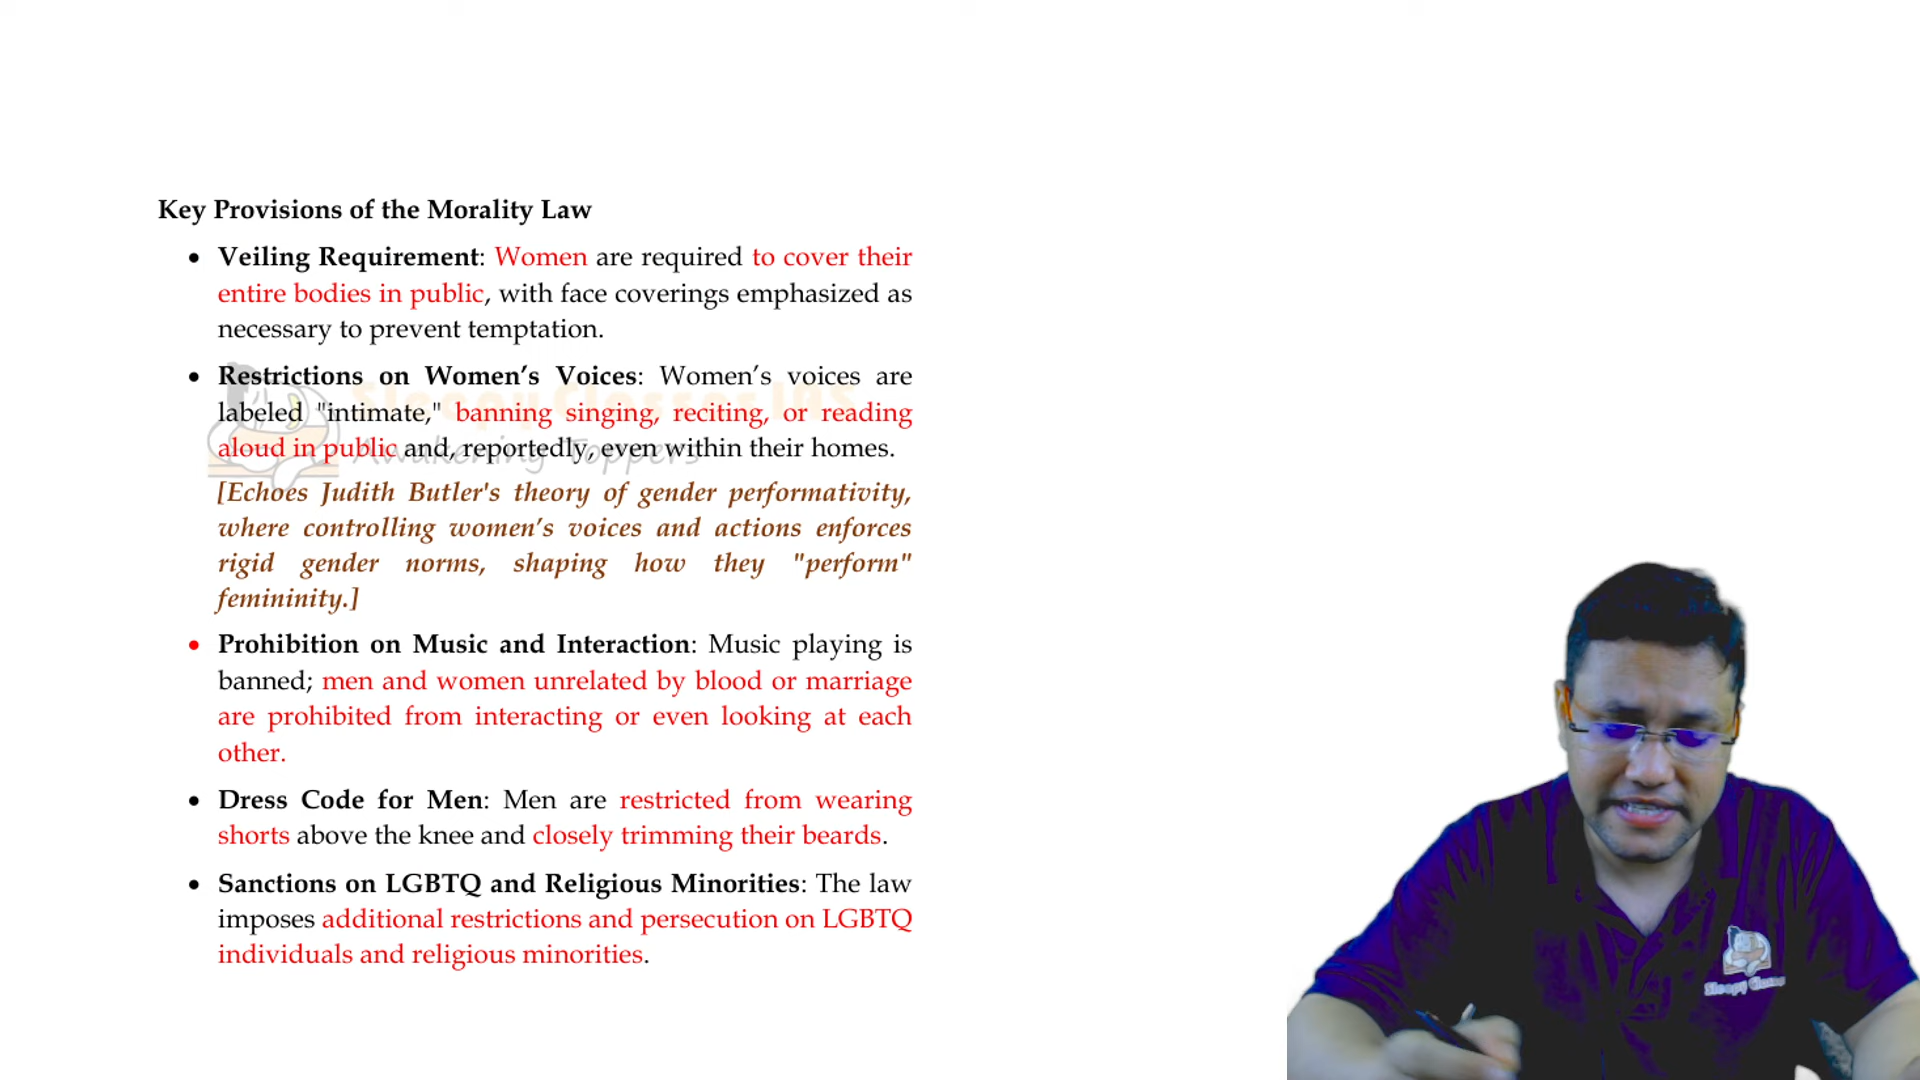 Key Provisions of the Morality Law
• Veiling Requirement: Women are required to cover their
entire bodies in public, with face coverings emphasized as
necessary to prevent temptation.
• Restrictions on Women’s Voices: Women’s voices are
labeled "intimate," banning singing, reciting, or reading
aloud in public and, reportedly, even within their homes.
Sleepy Classes IAS
Awakening Toppers
[Echoes Judith Butler's theory of gender performativity,
where controlling women’s voices and actions enforces
rigid gender norms, shaping how they "perform"
femininity.]
• Prohibition on Music and Interaction: Music playing is
banned; men and women unrelated by blood or marriage
are prohibited from interacting or even looking at each
other.
• Dress Code for Men: Men are restricted from wearing
shorts above the knee and closely trimming their beards.
• Sanctions on LGBTQ and Religious Minorities: The law
imposes additional restrictions and persecution on LGBTQ
individuals and religious minorities.
Sleepy Classes